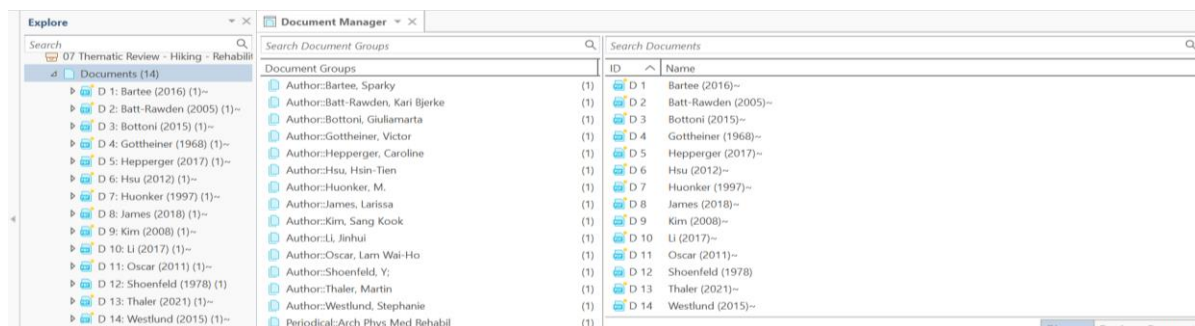 Explore
Search
07 Thematic Review - Hiking - Rehabilit
Documents (14)
D 1: Bartee (2016) (1)~
D 2: Batt-Rawden (2005) (1)~
D 3: Bottoni (2015) (1)~
D 4: Gottheiner (1968) (1)~
D 5: Hepperger (2017) (1)~
D 6: Hsu (2012) (1)~
D 7: Huonker (1997) (1)~
D 8: James (2018) (1)~
D 9: Kim (2008) (1)~
D 10: Li (2017) (1)~
D 11: Oscar (2011) (1)~
D 12: Shoenfeld (1978) (1)
D 13: Thaler (2021) (1)~
D 14: Westlund (2015) (1)~
Document Manager
Search Document Groups
Document Groups
Author::Bartee, Sparky (1)
Author::Batt-Rawden, Kari Bjerke (1)
Author::Bottoni, Giuliamarta (1)
Author::Gottheiner, Victor (1)
Author::Hepperger, Caroline (1)
Author::Hsu, Hsin-Tien (1)
Author::Huonker, M. (1)
Author::James, Larissa (1)
Author::Kim, Sang Kook (1)
Author::Li, Jinhui (1)
Author::Oscar, Lam Wai-Ho (1)
Author::Shoenfeld, Y; (1)
Author::Thaler, Martin (1)
Author::Westlund, Stephanie (1)
Periodical::Arch Phys Med Rehabil (1)
Search Documents
ID Name
D 1 Bartee (2016)~
D 2 Batt-Rawden (2005)~
D 3 Bottoni (2015)~
D 4 Gottheiner (1968)~
D 5 Hepperger (2017)~
D 6 Hsu (2012)~
D 7 Huonker (1997)~
D 8 James (2018)~
D 9 Kim (2008)~
D 10 Li (2017)~
D 11 Oscar (2011)~
D 12 Shoenfeld (1978)
D 13 Thaler (2021)~
D 14 Westlund (2015)~